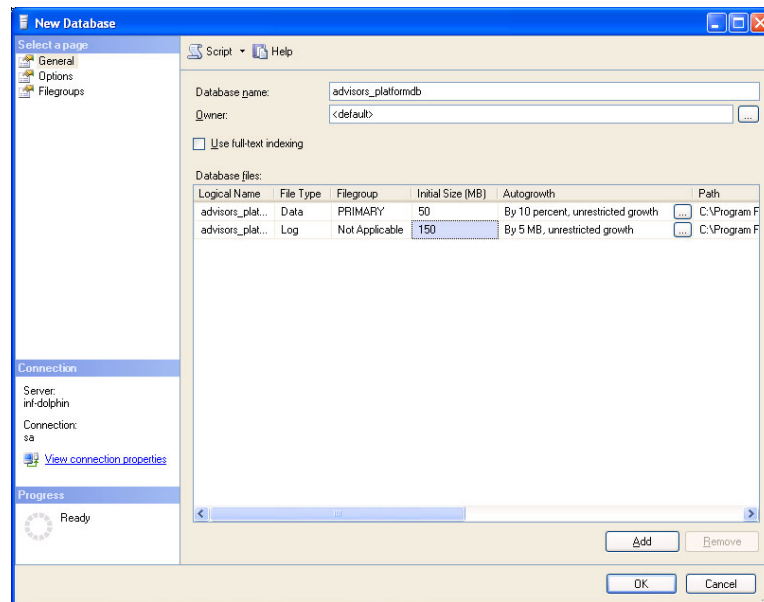 New Database
Select a page
General
Options
Filegroups
Script
Help
Database name:
advisors_platformdb
Owner:
<default>
...
Use full-text indexing
Database files:
Logical Name File Type Filegroup Initial Size (MB) Autogrowth Path
advisors_plat... Data PRIMARY 50 By 10 percent, unrestricted growth ... C:\Program F
advisors_plat... Log Not Applicable 150 By 5 MB, unrestricted growth ... C:\Program F
Connection
Server:
inf-dolphin
Connection:
sa
View connection properties
Progress
Ready
Add Remove
OK Cancel